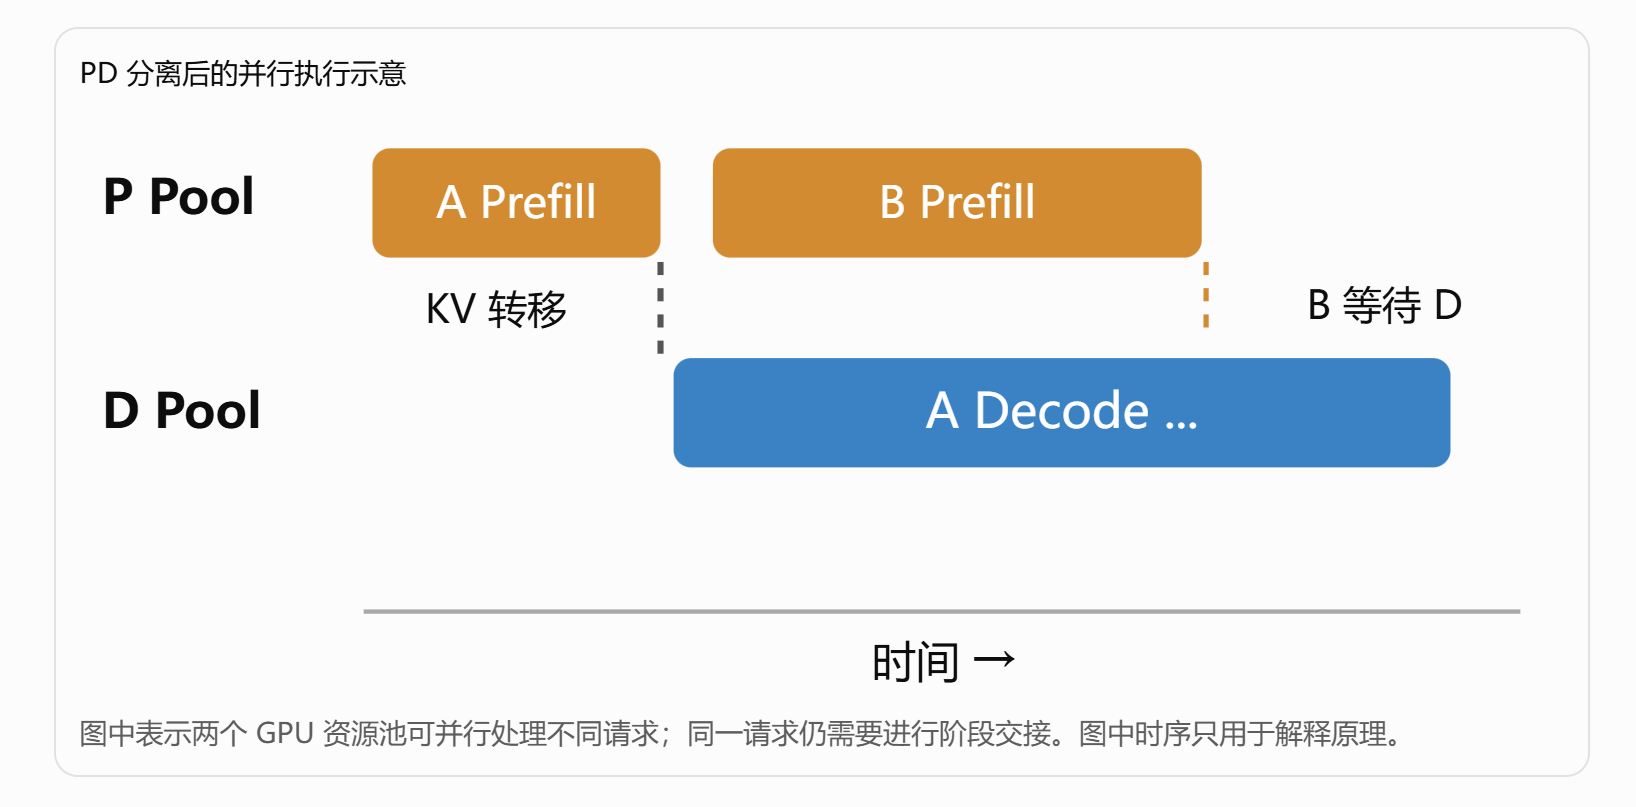 PD 分离后的并行执行示意
P Pool
A Prefill
B Prefill
KV 转移
B 等待 D
D Pool
A Decode ...
时间 →
图中表示两个 GPU 资源池可并行处理不同请求；同一请求仍需要进行阶段交接。图中时序只用于解释原理。